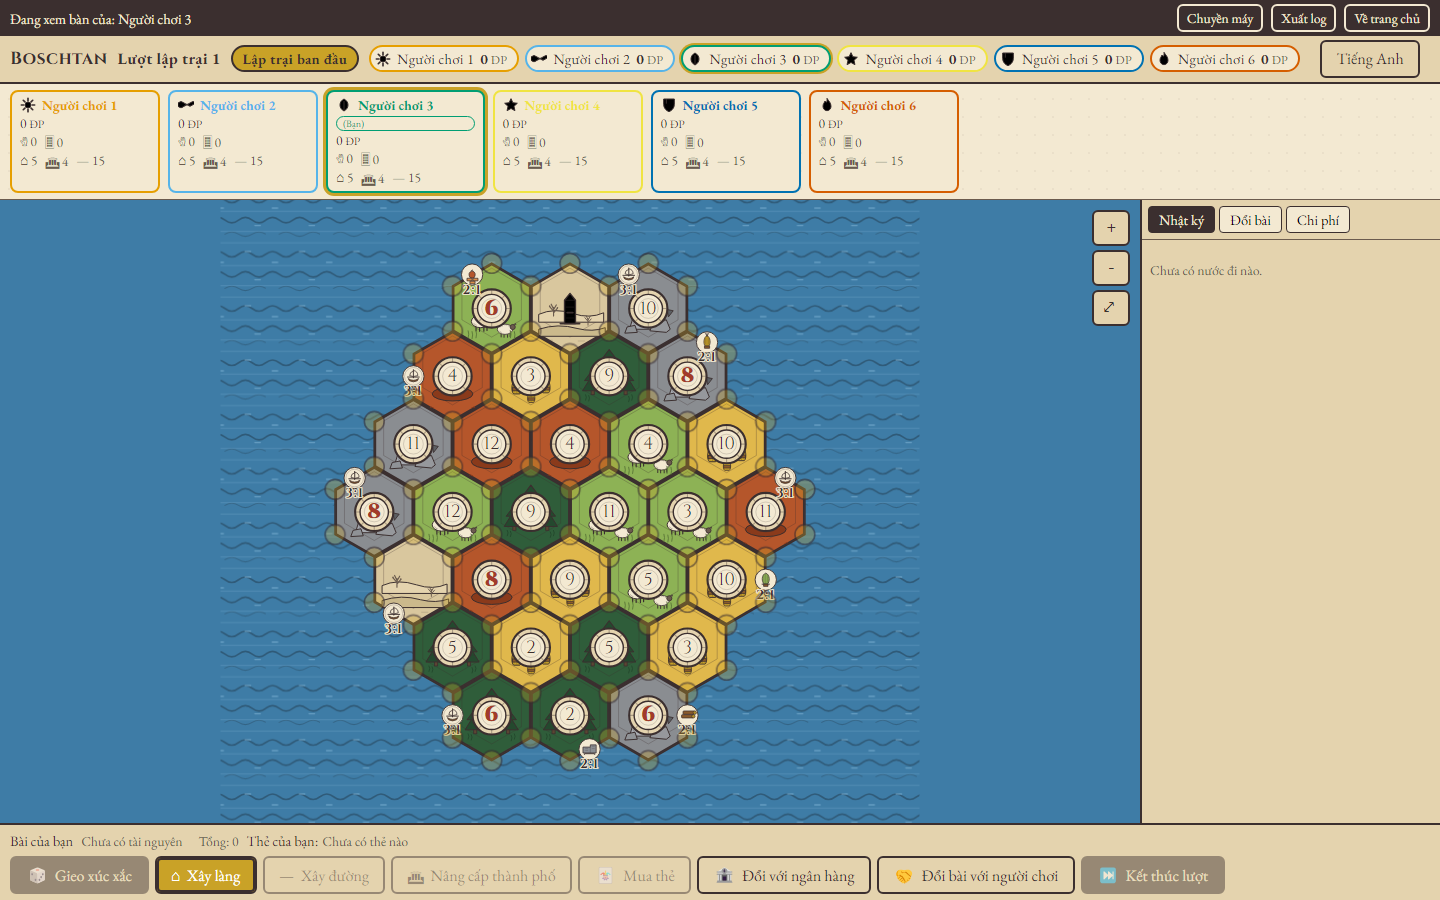 Đang xem bàn của: Người chơi 3
Chuyền máy
Xuất log
Về trang chủ
BOSCHTAN
Lượt lập trại 1
Lập trại ban đầu
Người chơi 1 0 DP
Người chơi 2 0 DP
Người chơi 3 0 DP
Người chơi 4 0 DP
Người chơi 5 0 DP
Người chơi 6 0 DP
Tiếng Anh
Người chơi 1
0 ĐP
0 0
5 4 — 15
Người chơi 2
0 ĐP
0 0
5 4 — 15
Người chơi 3
(Bạn)
0 ĐP
0 0
5 4 — 15
Người chơi 4
0 ĐP
0 0
5 4 — 15
Người chơi 5
0 ĐP
0 0
5 4 — 15
Người chơi 6
0 ĐP
0 0
5 4 — 15
+
-
Nhật ký
Đổi bài
Chi phí
Chưa có nước đi nào.
2:1
3:1
6
10
2:1
3:1
4
3
9
8
11
12
4
4
10
3:1
3:1
8
12
9
11
3
11
8
9
5
10
2:1
3:1
5
2
5
3
3:1
6
2
6
2:1
2:1
Bài của bạn Chưa có tài nguyên Tổng: 0 Thẻ của bạn: Chưa có thẻ nào
Gieo xúc xắc
Xây làng
— Xây đường
Nâng cấp thành phố
Mua thẻ
Đổi với ngân hàng
Đổi bài với người chơi
Kết thúc lượt